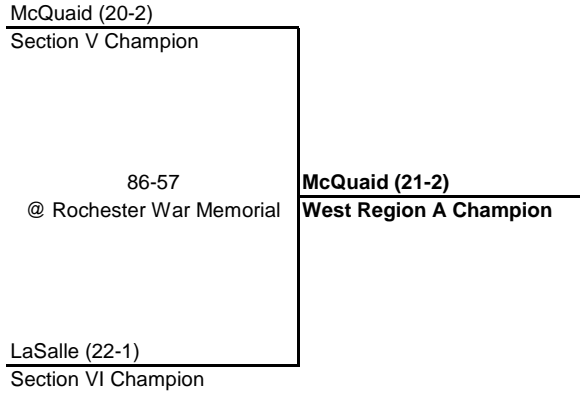 McQuaid (20-2)
Section V Champion
86-57
@ Rochester War Memorial
McQuaid (21-2)
West Region A Champion
LaSalle (22-1)
Section VI Champion